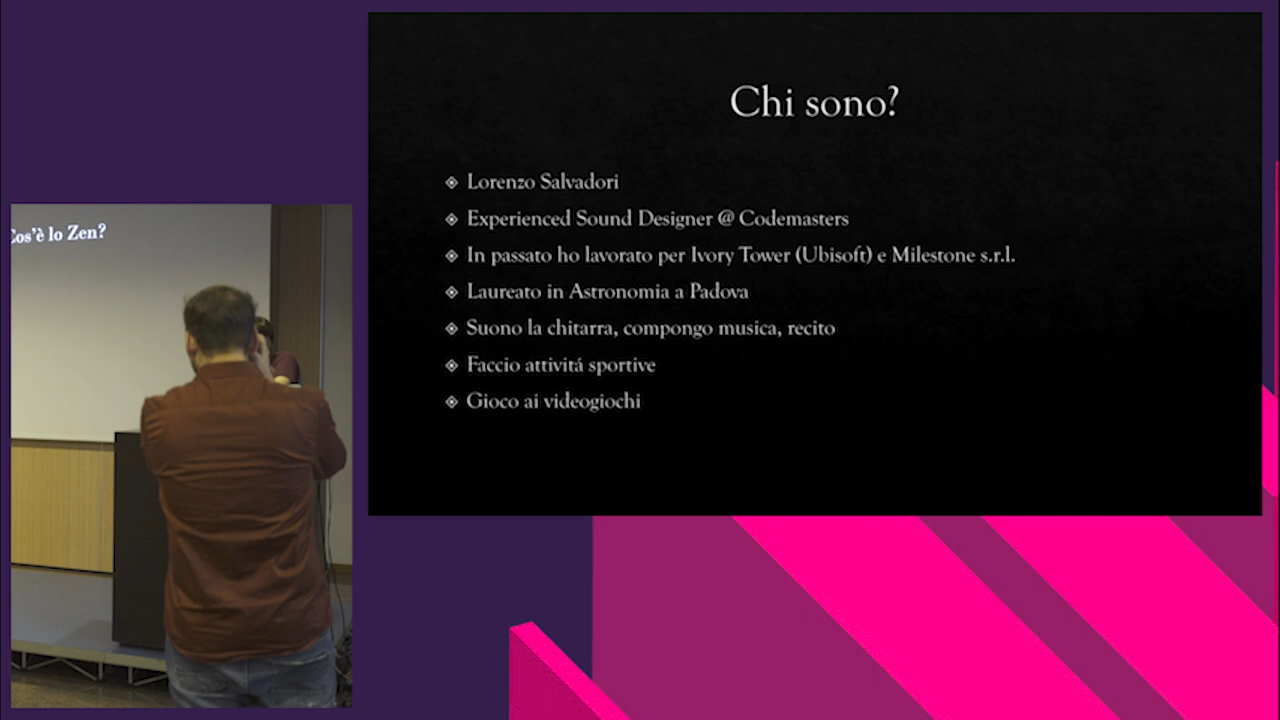 Chi sono?
Lorenzo Salvadori
Experienced Sound Designer @ Codemasters
In passato ho lavorato per Ivory Tower (Ubisoft) e Milestone s.r.l.
Laureato in Astronomia a Padova
Suono la chitarra, compongo musica, recito
Faccio attivitá sportive
Gioco ai videogiochi
Cos'è lo Zen?